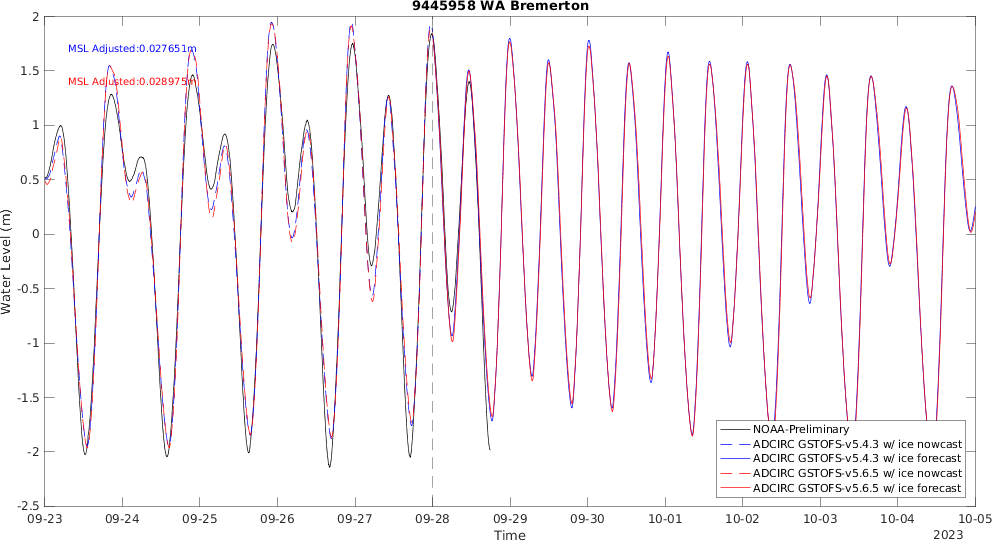 9445958 WA Bremerton
MSL Adjusted:0.027651m
MSL Adjusted:0.028975m
Water Level (m)
2
1.5
1
0.5
0
-0.5
-1
-1.5
-2
-2.5
NOAA-Preliminary
ADCIRC GSTOFS-v5.4.3 w/ ice nowcast
ADCIRC GSTOFS-v5.4.3 w/ ice forecast
ADCIRC GSTOFS-v5.6.5 w/ ice nowcast
ADCIRC GSTOFS-v5.6.5 w/ ice forecast
09-23 09-24 09-25 09-26 09-27 09-28 09-29 09-30 10-01 10-02 10-03 10-04 10-05
Time
2023